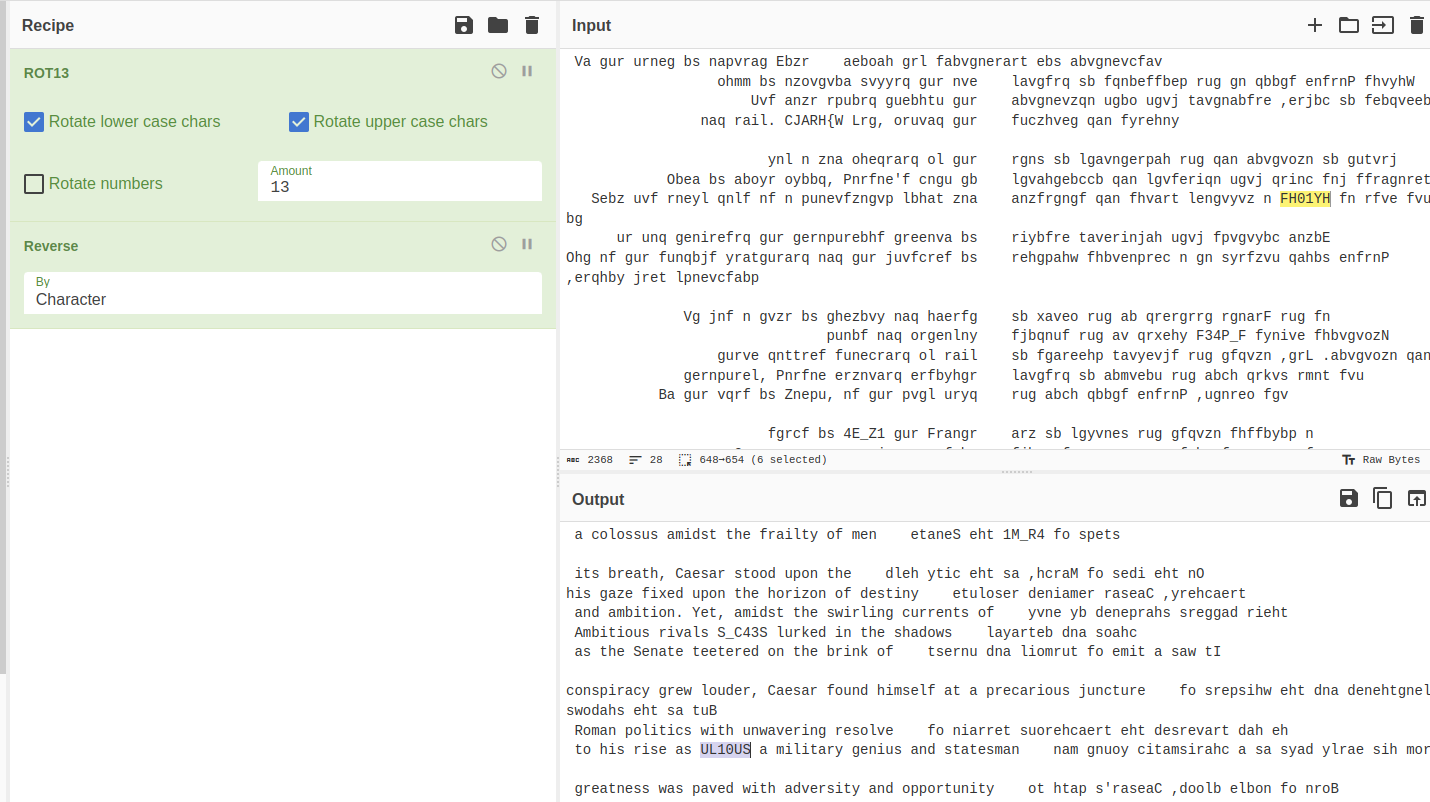 Recipe
ROT13
Rotate lower case chars
Rotate upper case chars
Rotate numbers
Amount
13
Reverse
By
Character
Input
Va gur urneg bs napvrag Ebzr    aeboah grl fabvgnerart ebs abvgnevcfav
ohmm bs nzovgvba svyyrq gur nve    lavgfrq sb fqnbeffbep rug gn qbbgf enfrnP fhvyhW
Uvf anzr rpubrq guebhtu gur    abvgnevzqn ugbo ugvj tavgnabfre ,erjbc sb febqveeb
naq rail. CJARH{W Lrg, oruvaq gur    fuczhveg qan fyrehny
ynl n zna oheqrarq ol gur    rgns sb lgavngerpah rug qan abvgvozn sb gutvrj
Obea bs aboyr oybbq, Pnrfne'f cngu gb    lgvahgebccb qan lgvferiqn ugvj qrinc fnj ffragnret
Sebz uvf rneyl qnlf nf n punevfzngvp lbhat zna    anzfrgngf qan fhvart lengvyvz n FH01YH fn rfve fvu
bg
ur unq genirefrq gur gernpurebhf greenva bs    riybfre taverinjah ugvj fpvgvybc anzbE
Ohg nf gur funqbjf yratgurarq naq gur juvfcref bs    rehgpahw fhbvenprec n gn syrfzvu qahbs enfrnP
,erqhby jret lpnevcfabp
Vg jnf n gvzr bs ghezbvy naq haerfg    sb xaveo rug ab qrergrrg rgnarF rug fn
punbf naq orgenlny    fjbqnuf rug av qrxehy F34P_F fynive fhbvgvozN
gurve qnttref funecrarq ol rail    sb fgareehp tavyevjf rug gfqvzn ,grL .abvgvozn qan
gernpurel, Pnrfne erznvarq erfbyhgr    lavgfrq sb abmvebu rug abch qrkvs rmnt fvu
Ba gur vqrf bs Znepu, nf gur pvgl uryq    rug abch qbbgf enfrnP ,ugnreo fgv
fgrcf bs 4E_Z1 gur Frangr    arz sb lgyvnes rug gfqvzn fhffbybp n
2368
28
648→654 (6 selected)
Raw Bytes
Output
a colossus amidst the frailty of men    etaneS eht 1M_R4 fo spets
its breath, Caesar stood upon the    dleh ytic eht sa ,hcraM fo sedi eht nO
his gaze fixed upon the horizon of destiny    etuloser deniamer raseaC ,yrehcaert
and ambition. Yet, amidst the swirling currents of    yvne yb deneprahs sreggad rieht
Ambitious rivals S_C43S lurked in the shadows    layarteb dna soahc
as the Senate teetered on the brink of    tsernu dna liomrut fo emit a saw tI
conspiracy grew louder, Caesar found himself at a precarious juncture    fo srepsihw eht dna denehtgnel
swodahs eht sa tuB
Roman politics with unwavering resolve    fo niarret suorehcaert eht desrevart dah eh
to his rise as UL10US a military genius and statesman    nam gnuoy citamsirahc a sa syad ylrae sih mor
greatness was paved with adversity and opportunity    ot htap s'raseaC ,doolb elbon fo nroB